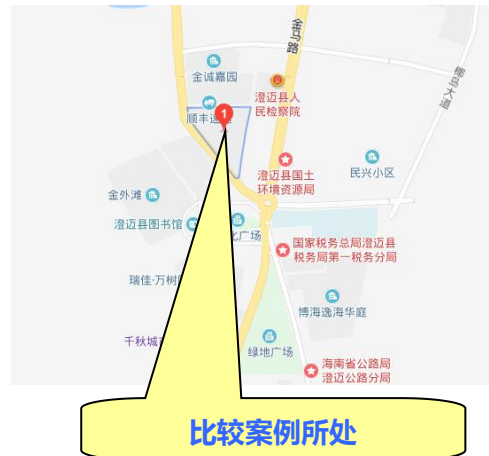 金马路
椰岛大道
金诚嘉园
澄迈县人
民检察院
顺丰速
1
澄迈县国土
环境资源局
民兴小区
金外滩
澄迈县图书馆
广场
国家税务总局澄迈县
税务局第一税务分局
瑞佳·万树
博海逸海华庭
千秋城
绿地广场
海南省公路局
澄迈公路分局
比较案例所处